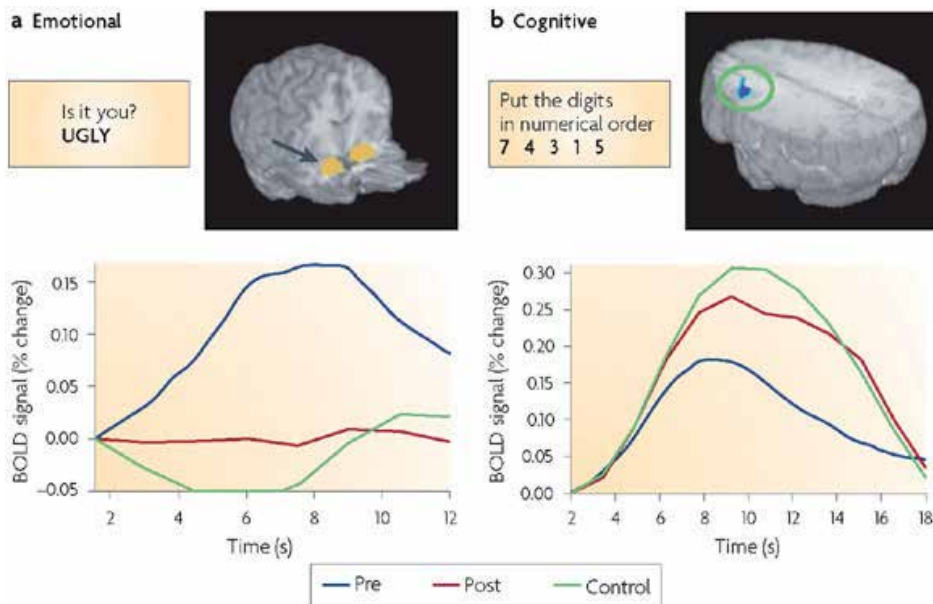 a Emotional
Is it you?
UGLY
b Cognitive
Put the digits
in numerical order
7 4 3 1 5
BOLD signal (% change)
0.15
0.10
0.05
0.00
–0.05
2 4 6 8 10 12
Time (s)
BOLD signal (% change)
0.30
0.25
0.20
0.15
0.10
0.05
0.00
2 4 6 8 10 12 14 16 18
Time (s)
Pre Post Control